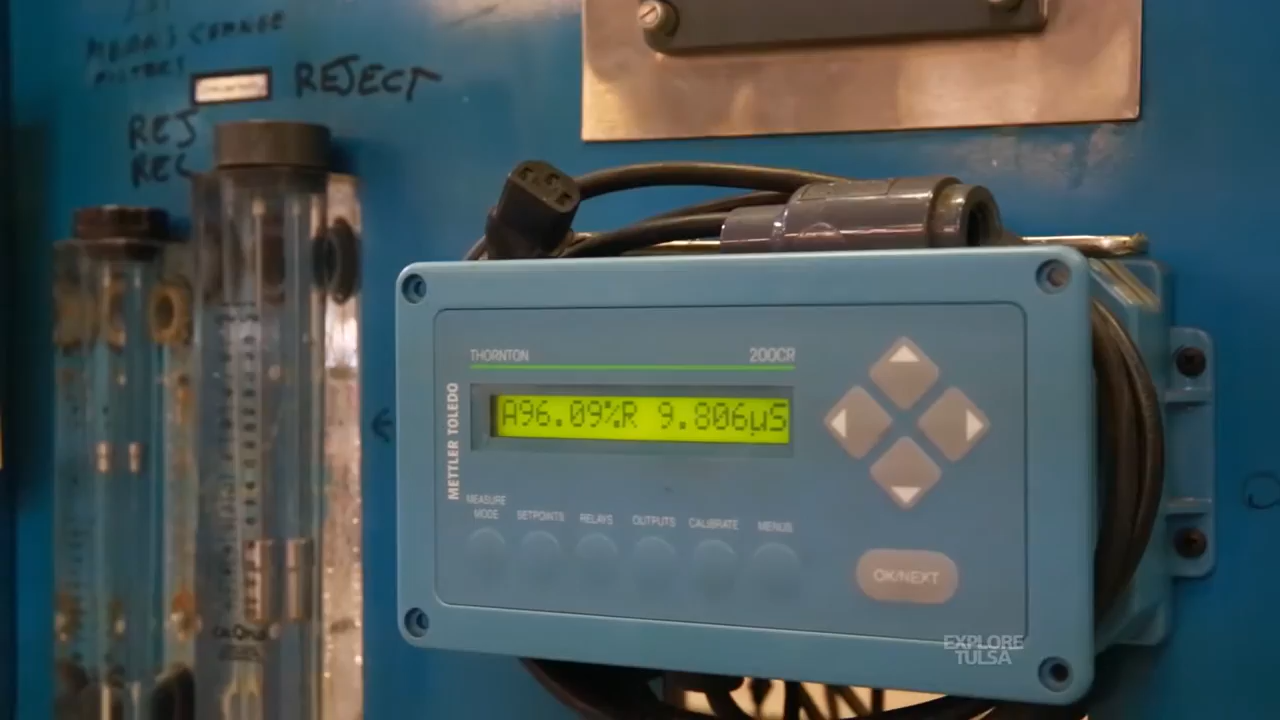 REJECT
REJ
REC
THORNTON
200CR
METTLER TOLEDO
A96.09%R 9.806µS
MEASURE
MODE
SETPOINTS
RELAYS
OUTPUTS
CALIBRATE
MENUS
OK/NEXT
EXPLORE
TULSA